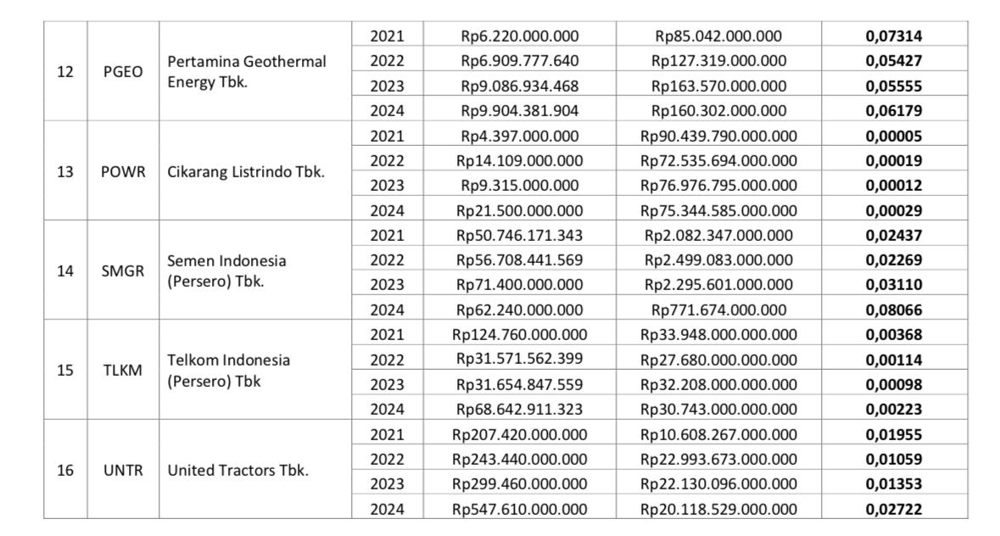 12 PGEO Pertamina Geothermal Energy Tbk. 2021 Rp6.220.000.000 Rp85.042.000.000 0,07314
2022 Rp6.909.777.640 Rp127.319.000.000 0,05427
2023 Rp9.086.934.468 Rp163.570.000.000 0,05555
2024 Rp9.904.381.904 Rp160.302.000.000 0,06179
13 POWR Cikarang Listrindo Tbk. 2021 Rp4.397.000.000 Rp90.439.790.000.000 0,00005
2022 Rp14.109.000.000 Rp72.535.694.000.000 0,00019
2023 Rp9.315.000.000 Rp76.976.795.000.000 0,00012
2024 Rp21.500.000.000 Rp75.344.585.000.000 0,00029
14 SMGR Semen Indonesia (Persero) Tbk. 2021 Rp50.746.171.343 Rp2.082.347.000.000 0,02437
2022 Rp56.708.441.569 Rp2.499.083.000.000 0,02269
2023 Rp71.400.000.000 Rp2.295.601.000.000 0,03110
2024 Rp62.240.000.000 Rp771.674.000.000 0,08066
15 TLKM Telkom Indonesia (Persero) Tbk 2021 Rp124.760.000.000 Rp33.948.000.000.000 0,00368
2022 Rp31.571.562.399 Rp27.680.000.000.000 0,00114
2023 Rp31.654.847.559 Rp32.208.000.000.000 0,00098
2024 Rp68.642.911.323 Rp30.743.000.000.000 0,00223
16 UNTR United Tractors Tbk. 2021 Rp207.420.000.000 Rp10.608.267.000.000 0,01955
2022 Rp243.440.000.000 Rp22.993.673.000.000 0,01059
2023 Rp299.460.000.000 Rp22.130.096.000.000 0,01353
2024 Rp547.610.000.000 Rp20.118.529.000.000 0,02722